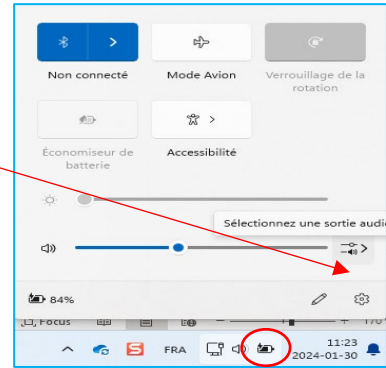 Non connecté
Mode Avion
Verrouillage de la
rotation
Économiseur de
batterie
Accessibilité
Sélectionnez une sortie audio
84%
Focus
170
FRA
11:23
2024-01-30